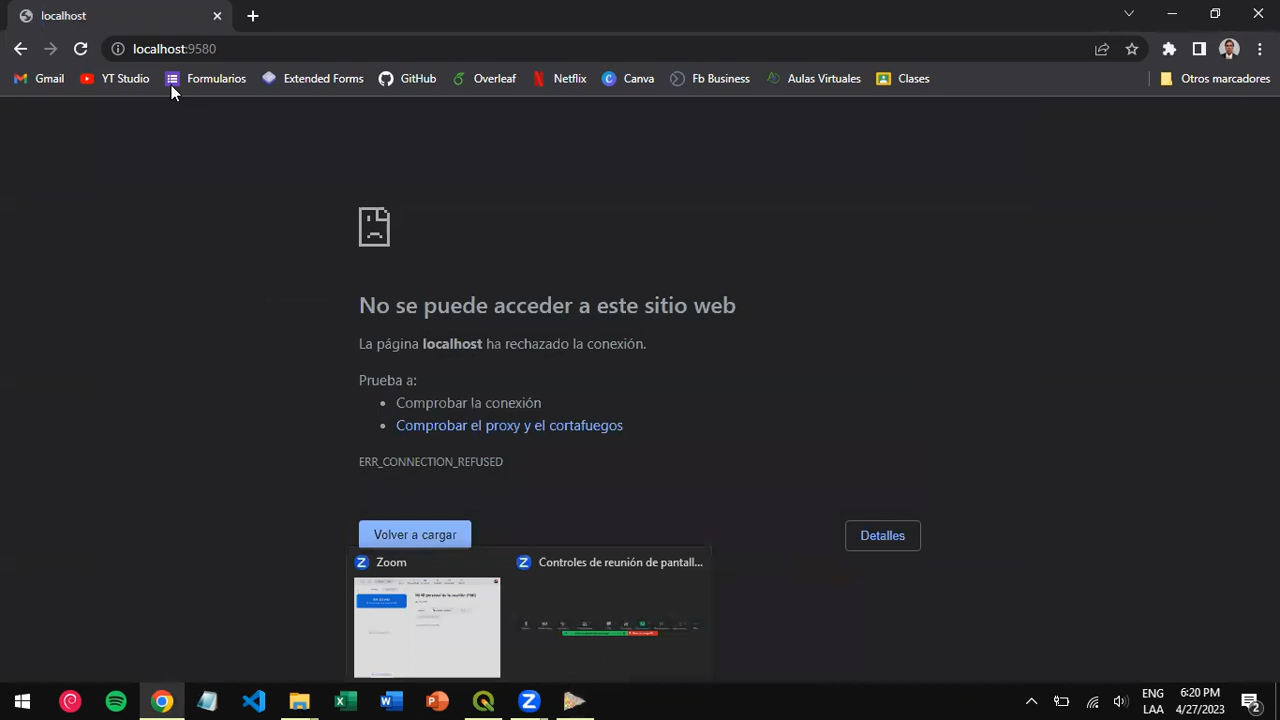 localhost
localhost:9580
Gmail YT Studio Formularios Extended Forms GitHub Overleaf Netflix Canva Fb Business Aulas Virtuales Clases Otros marcadores
No se puede acceder a este sitio web
La página localhost ha rechazado la conexión.
Prueba a:
Comprobar la conexión
Comprobar el proxy y el cortafuegos
ERR_CONNECTION_REFUSED
Volver a cargar
Detalles
Zoom
Controles de reunión de pantall...
ENG
LAA
6:20 PM
4/27/2023
2